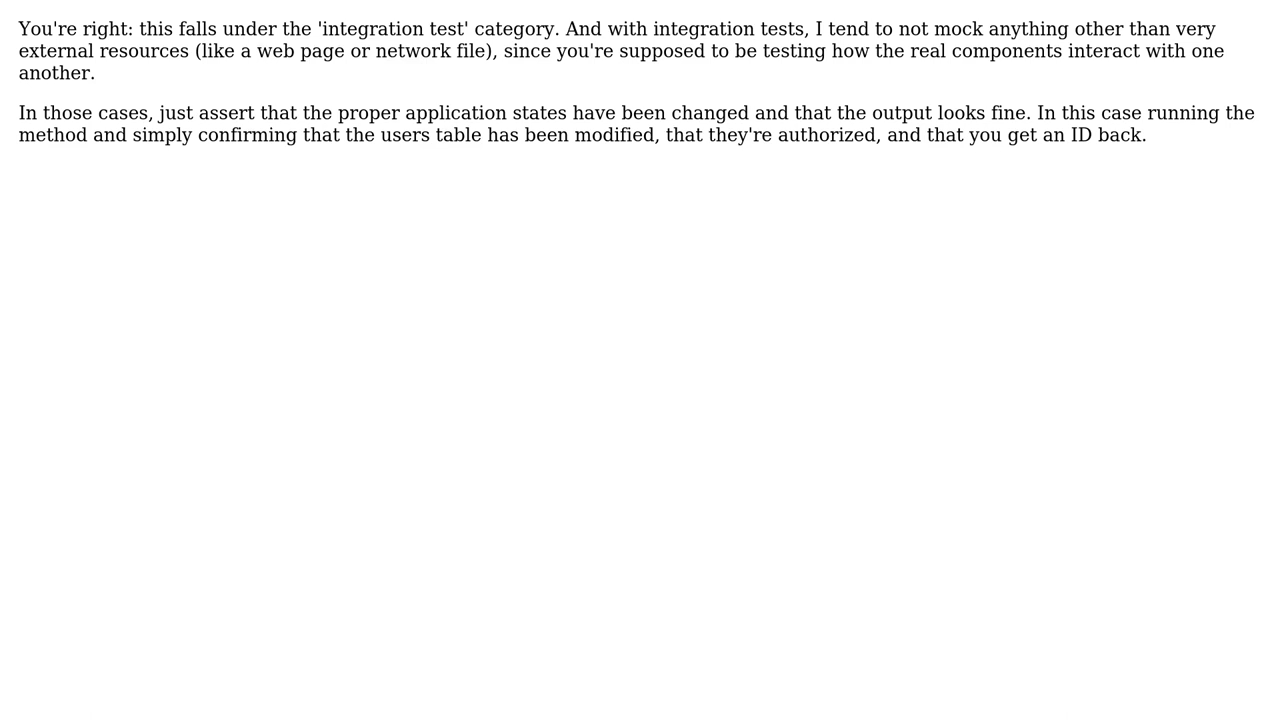 You're right: this falls under the 'integration test' category. And with integration tests, I tend to not mock anything other than very
external resources (like a web page or network file), since you're supposed to be testing how the real components interact with one
another.
In those cases, just assert that the proper application states have been changed and that the output looks fine. In this case running the
method and simply confirming that the users table has been modified, that they're authorized, and that you get an ID back.